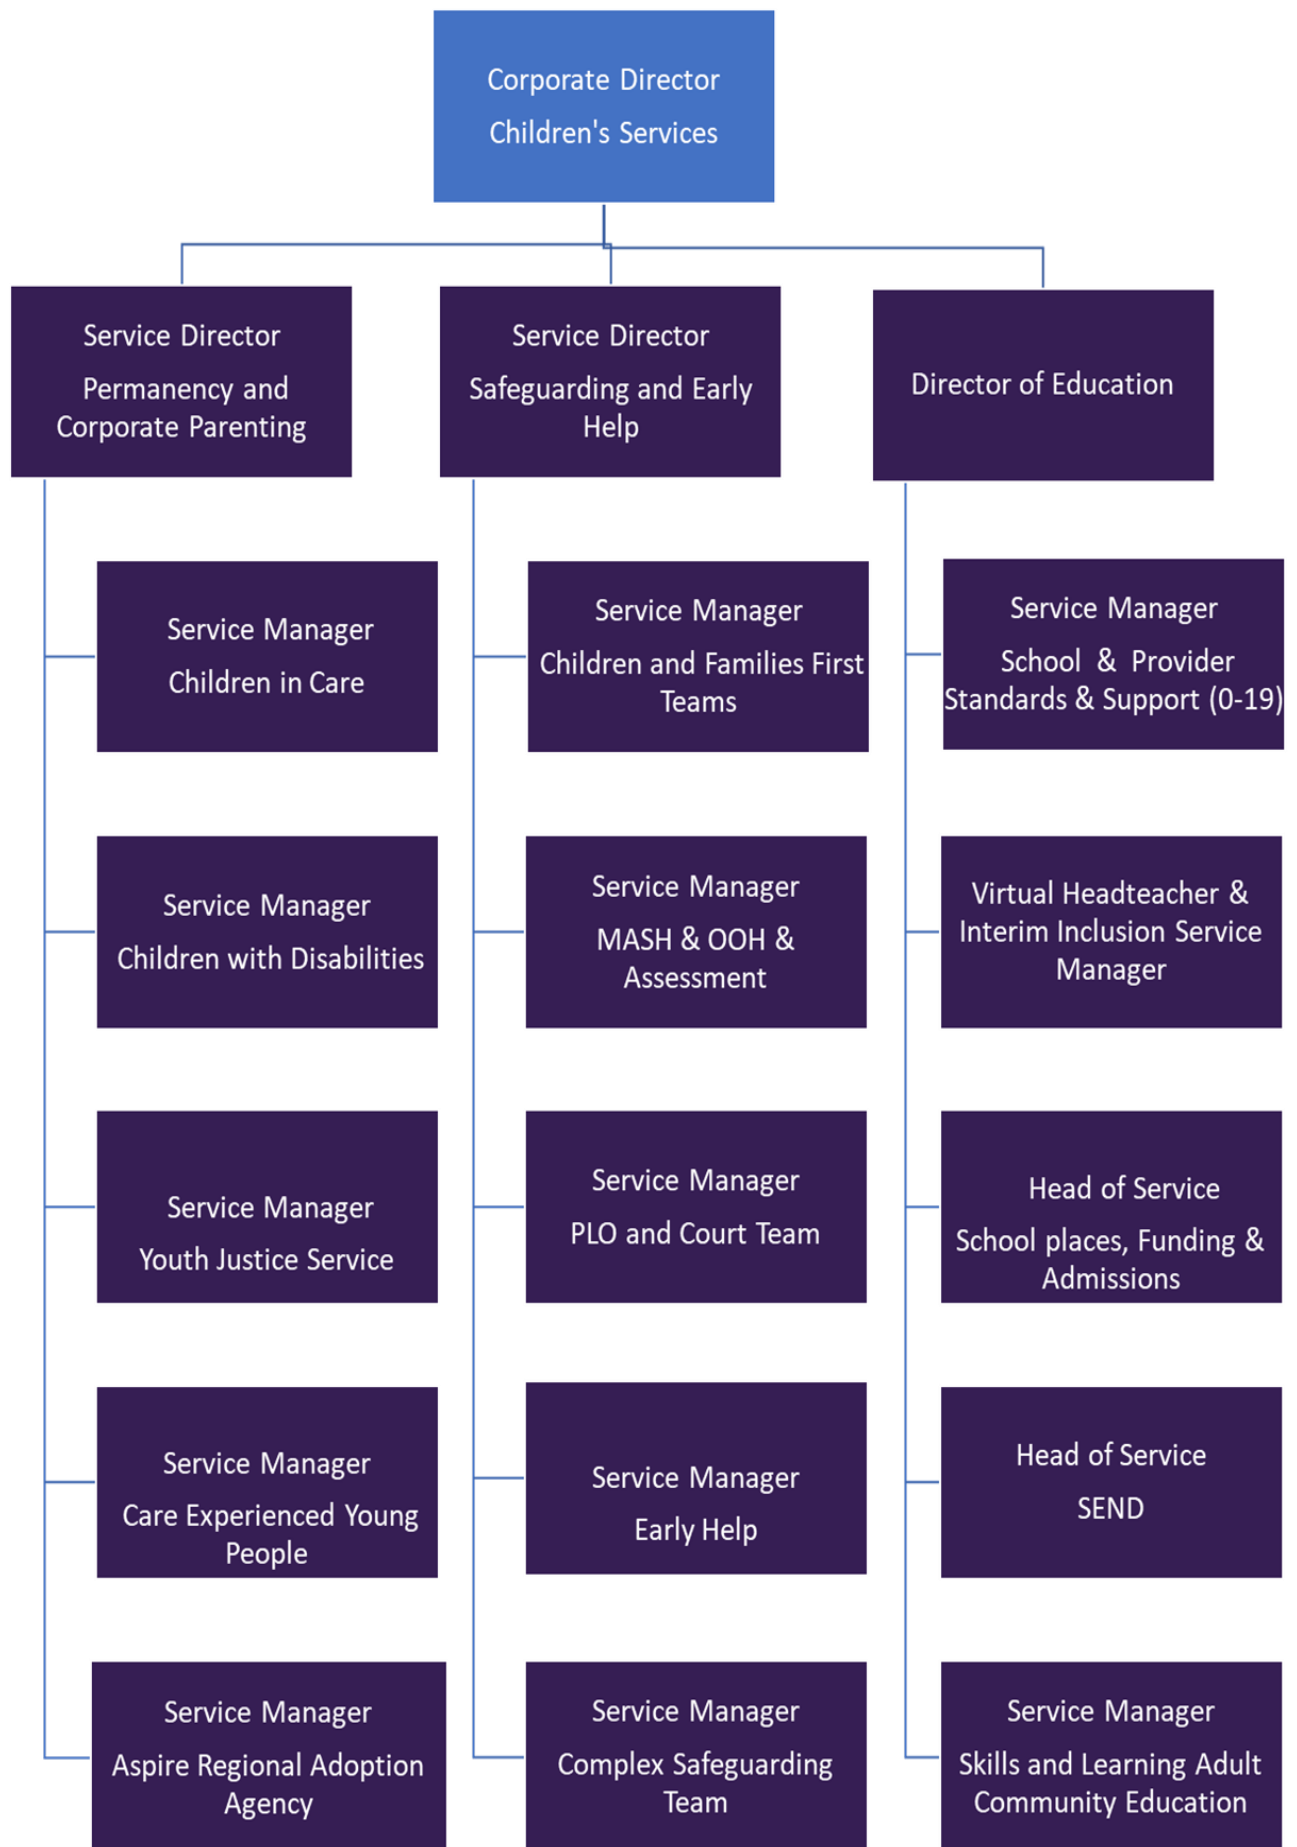 Corporate Director
Children's Services
Service Director
Permanency and
Corporate Parenting
Service Director
Safeguarding and Early
Help
Director of Education
Service Manager
Children in Care
Service Manager
Children with Disabilities
Service Manager
Youth Justice Service
Service Manager
Care Experienced Young
People
Service Manager
Aspire Regional Adoption
Agency
Service Manager
Children and Families First
Teams
Service Manager
MASH & OOH &
Assessment
Service Manager
PLO and Court Team
Service Manager
Early Help
Service Manager
Complex Safeguarding
Team
Service Manager
School & Provider
Standards & Support (0-19)
Virtual Headteacher &
Interim Inclusion Service
Manager
Head of Service
School places, Funding &
Admissions
Head of Service
SEND
Service Manager
Skills and Learning Adult
Community Education